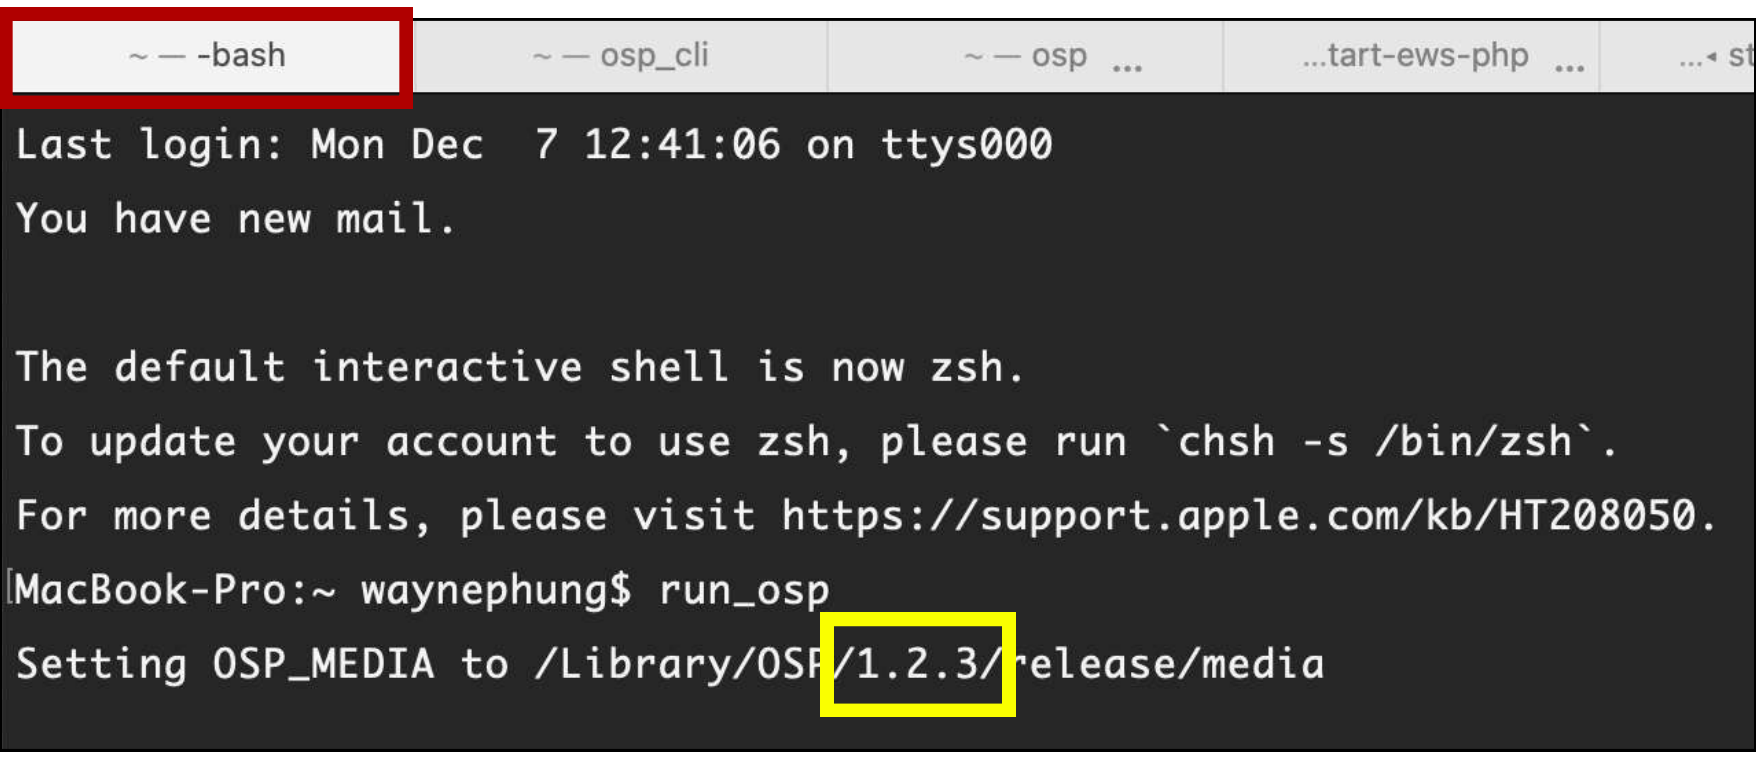 ~ — -bash ~ — osp_cli ~ — osp ... ...tart-ews-php ... ...◂ st
Last login: Mon Dec  7 12:41:06 on ttys000
You have new mail.
The default interactive shell is now zsh.
To update your account to use zsh, please run `chsh -s /bin/zsh`.
For more details, please visit https://support.apple.com/kb/HT208050.
[MacBook-Pro:~ waynephung$ run_osp
Setting OSP_MEDIA to /Library/OSP/1.2.3/release/media